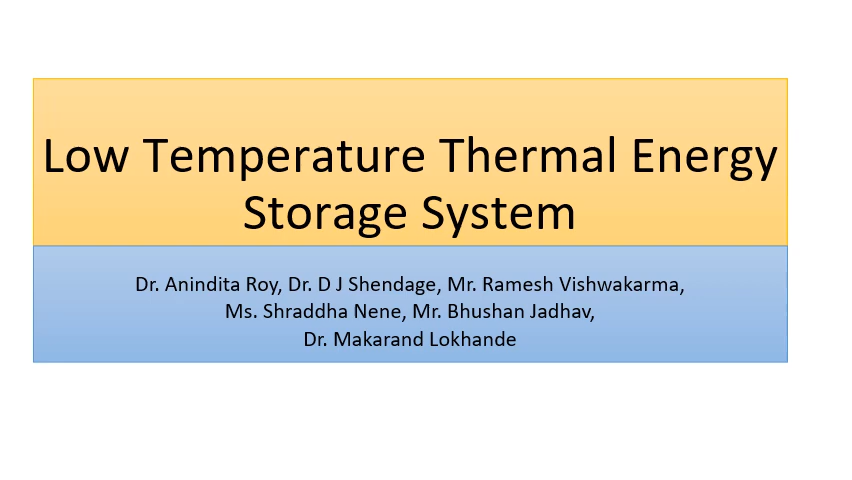 Low Temperature Thermal Energy
Storage System
Dr. Anindita Roy, Dr. D J Shendage, Mr. Ramesh Vishwakarma,
Ms. Shraddha Nene, Mr. Bhushan Jadhav,
Dr. Makarand Lokhande